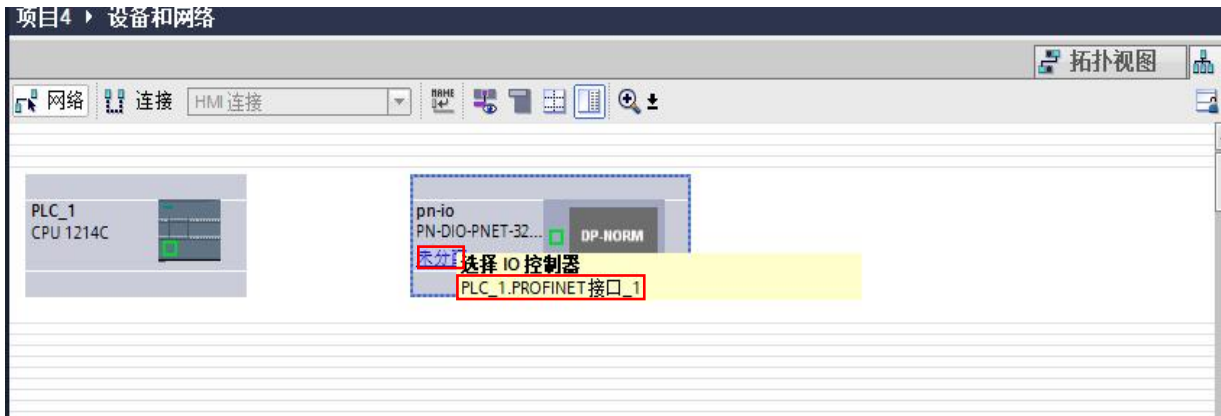 项目4 ▸ 设备和网络
拓扑视图
网络 连接 HMI 连接
PLC_1
CPU 1214C
pn-io
PN-DIO-PNET-32...
DP-NORM
未分
选择 IO 控制器
PLC_1.PROFINET接口_1